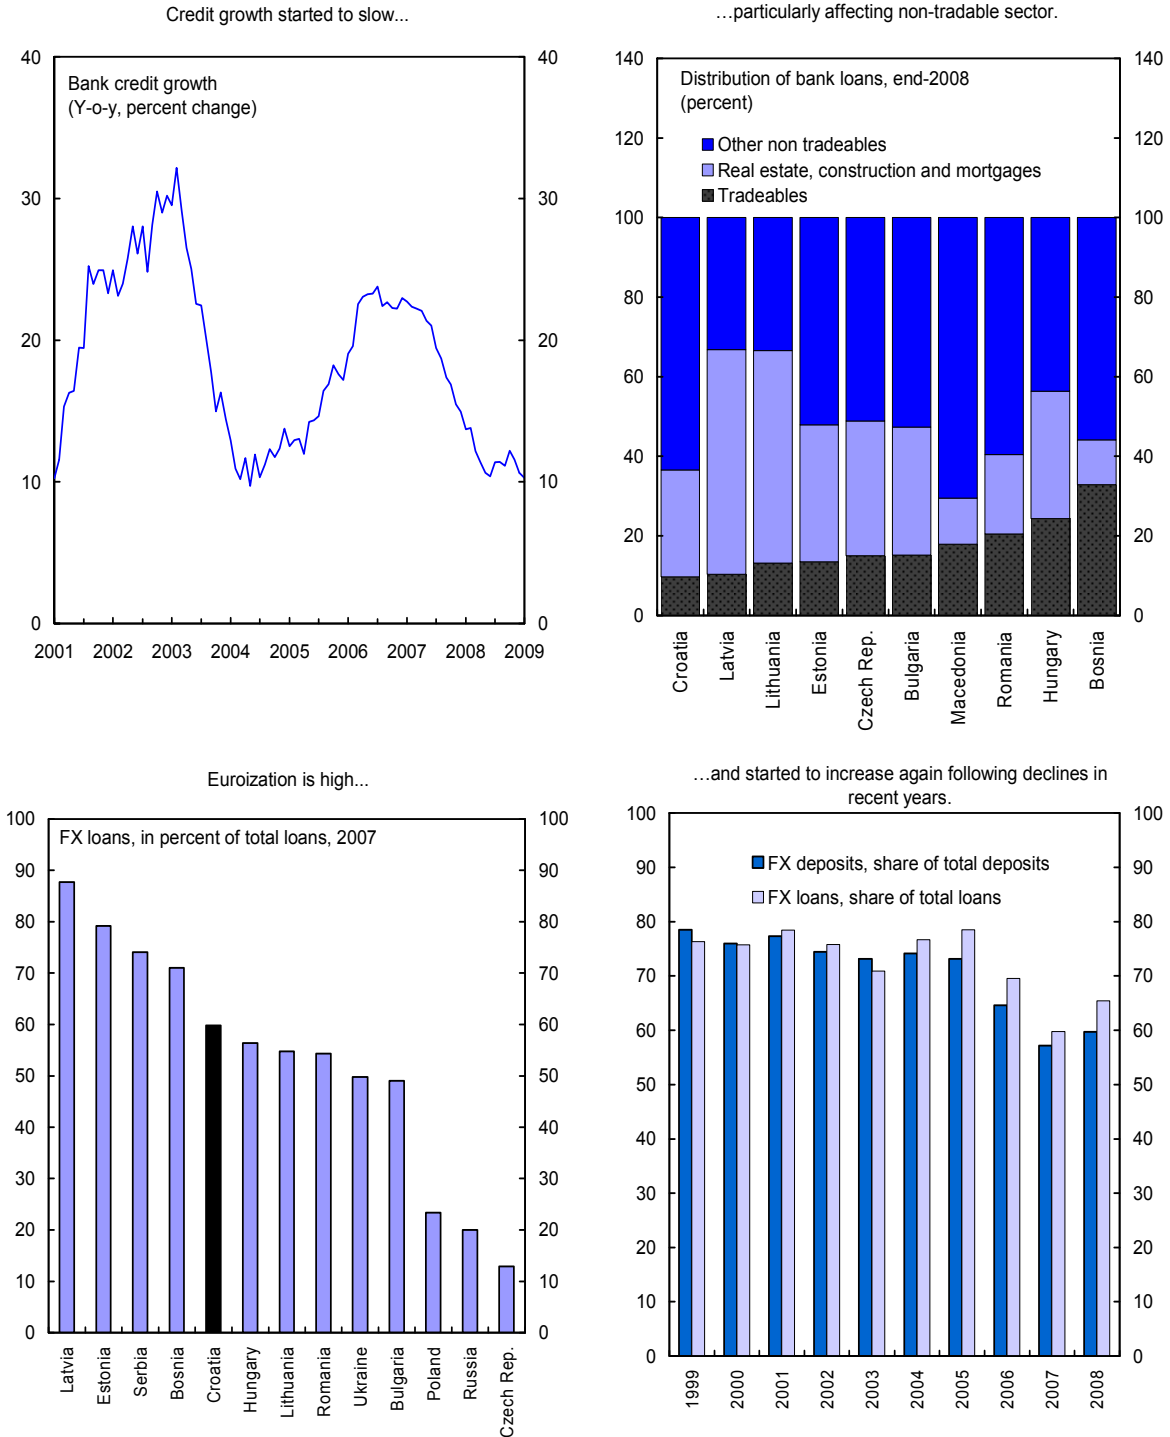 Credit growth started to slow...
40
40
Bank credit growth
(Y-o-y, percent change)
30
30
20
20
10
10
0
0
2001 2002 2003 2004 2005 2006 2007 2008 2009
…particularly affecting non-tradable sector.
140
140
Distribution of bank loans, end-2008
(percent)
120
120
Other non tradeables
Real estate, construction and mortgages
Tradeables
100
100
80
80
60
60
40
40
20
20
0
0
Croatia
Latvia
Lithuania
Estonia
Czech Rep.
Bulgaria
Macedonia
Romania
Hungary
Bosnia
Euroization is high...
100
100
FX loans, in percent of total loans, 2007
90
90
80
80
70
70
60
60
50
50
40
40
30
30
20
20
10
10
0
0
Latvia
Estonia
Serbia
Bosnia
Croatia
Hungary
Lithuania
Romania
Ukraine
Bulgaria
Poland
Russia
Czech Rep.
…and started to increase again following declines in
recent years.
100
100
90
90
FX deposits, share of total deposits
FX loans, share of total loans
80
80
70
70
60
60
50
50
40
40
30
30
20
20
10
10
0
0
1999
2000
2001
2002
2003
2004
2005
2006
2007
2008